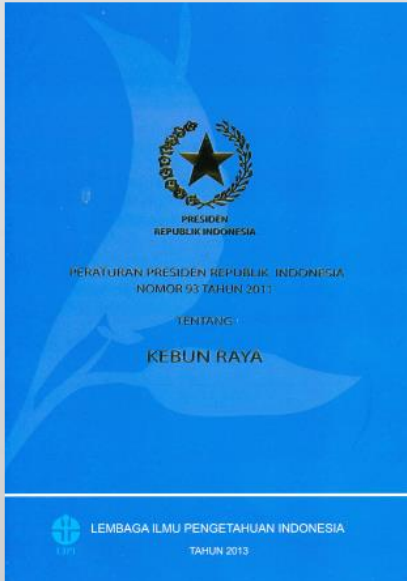 PRESIDEN
REPUBLIK INDONESIA
PERATURAN PRESIDEN REPUBLIK INDONESIA
NOMOR 93 TAHUN 2011
TENTANG
KEBUN RAYA
LIPI
LEMBAGA ILMU PENGETAHUAN INDONESIA
TAHUN 2013